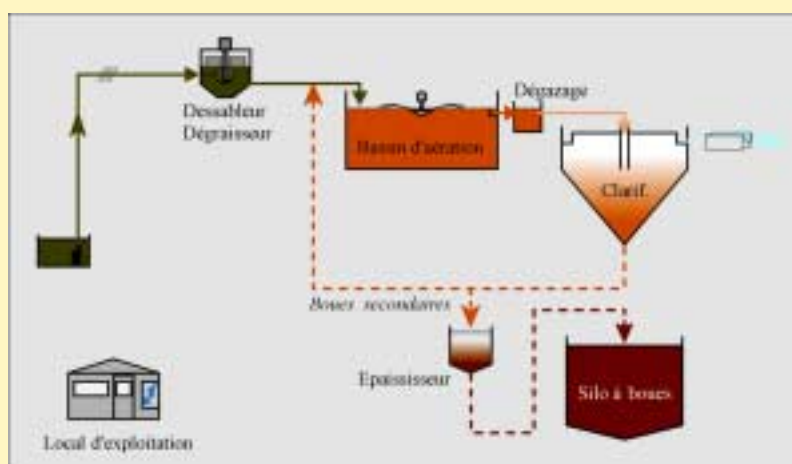 Dégazage
Dessableur
Dégraisseur
Bassin d'aération
Clarif.
Boues secondaires
Epaississeur
Silo à boues
Local d'exploitation